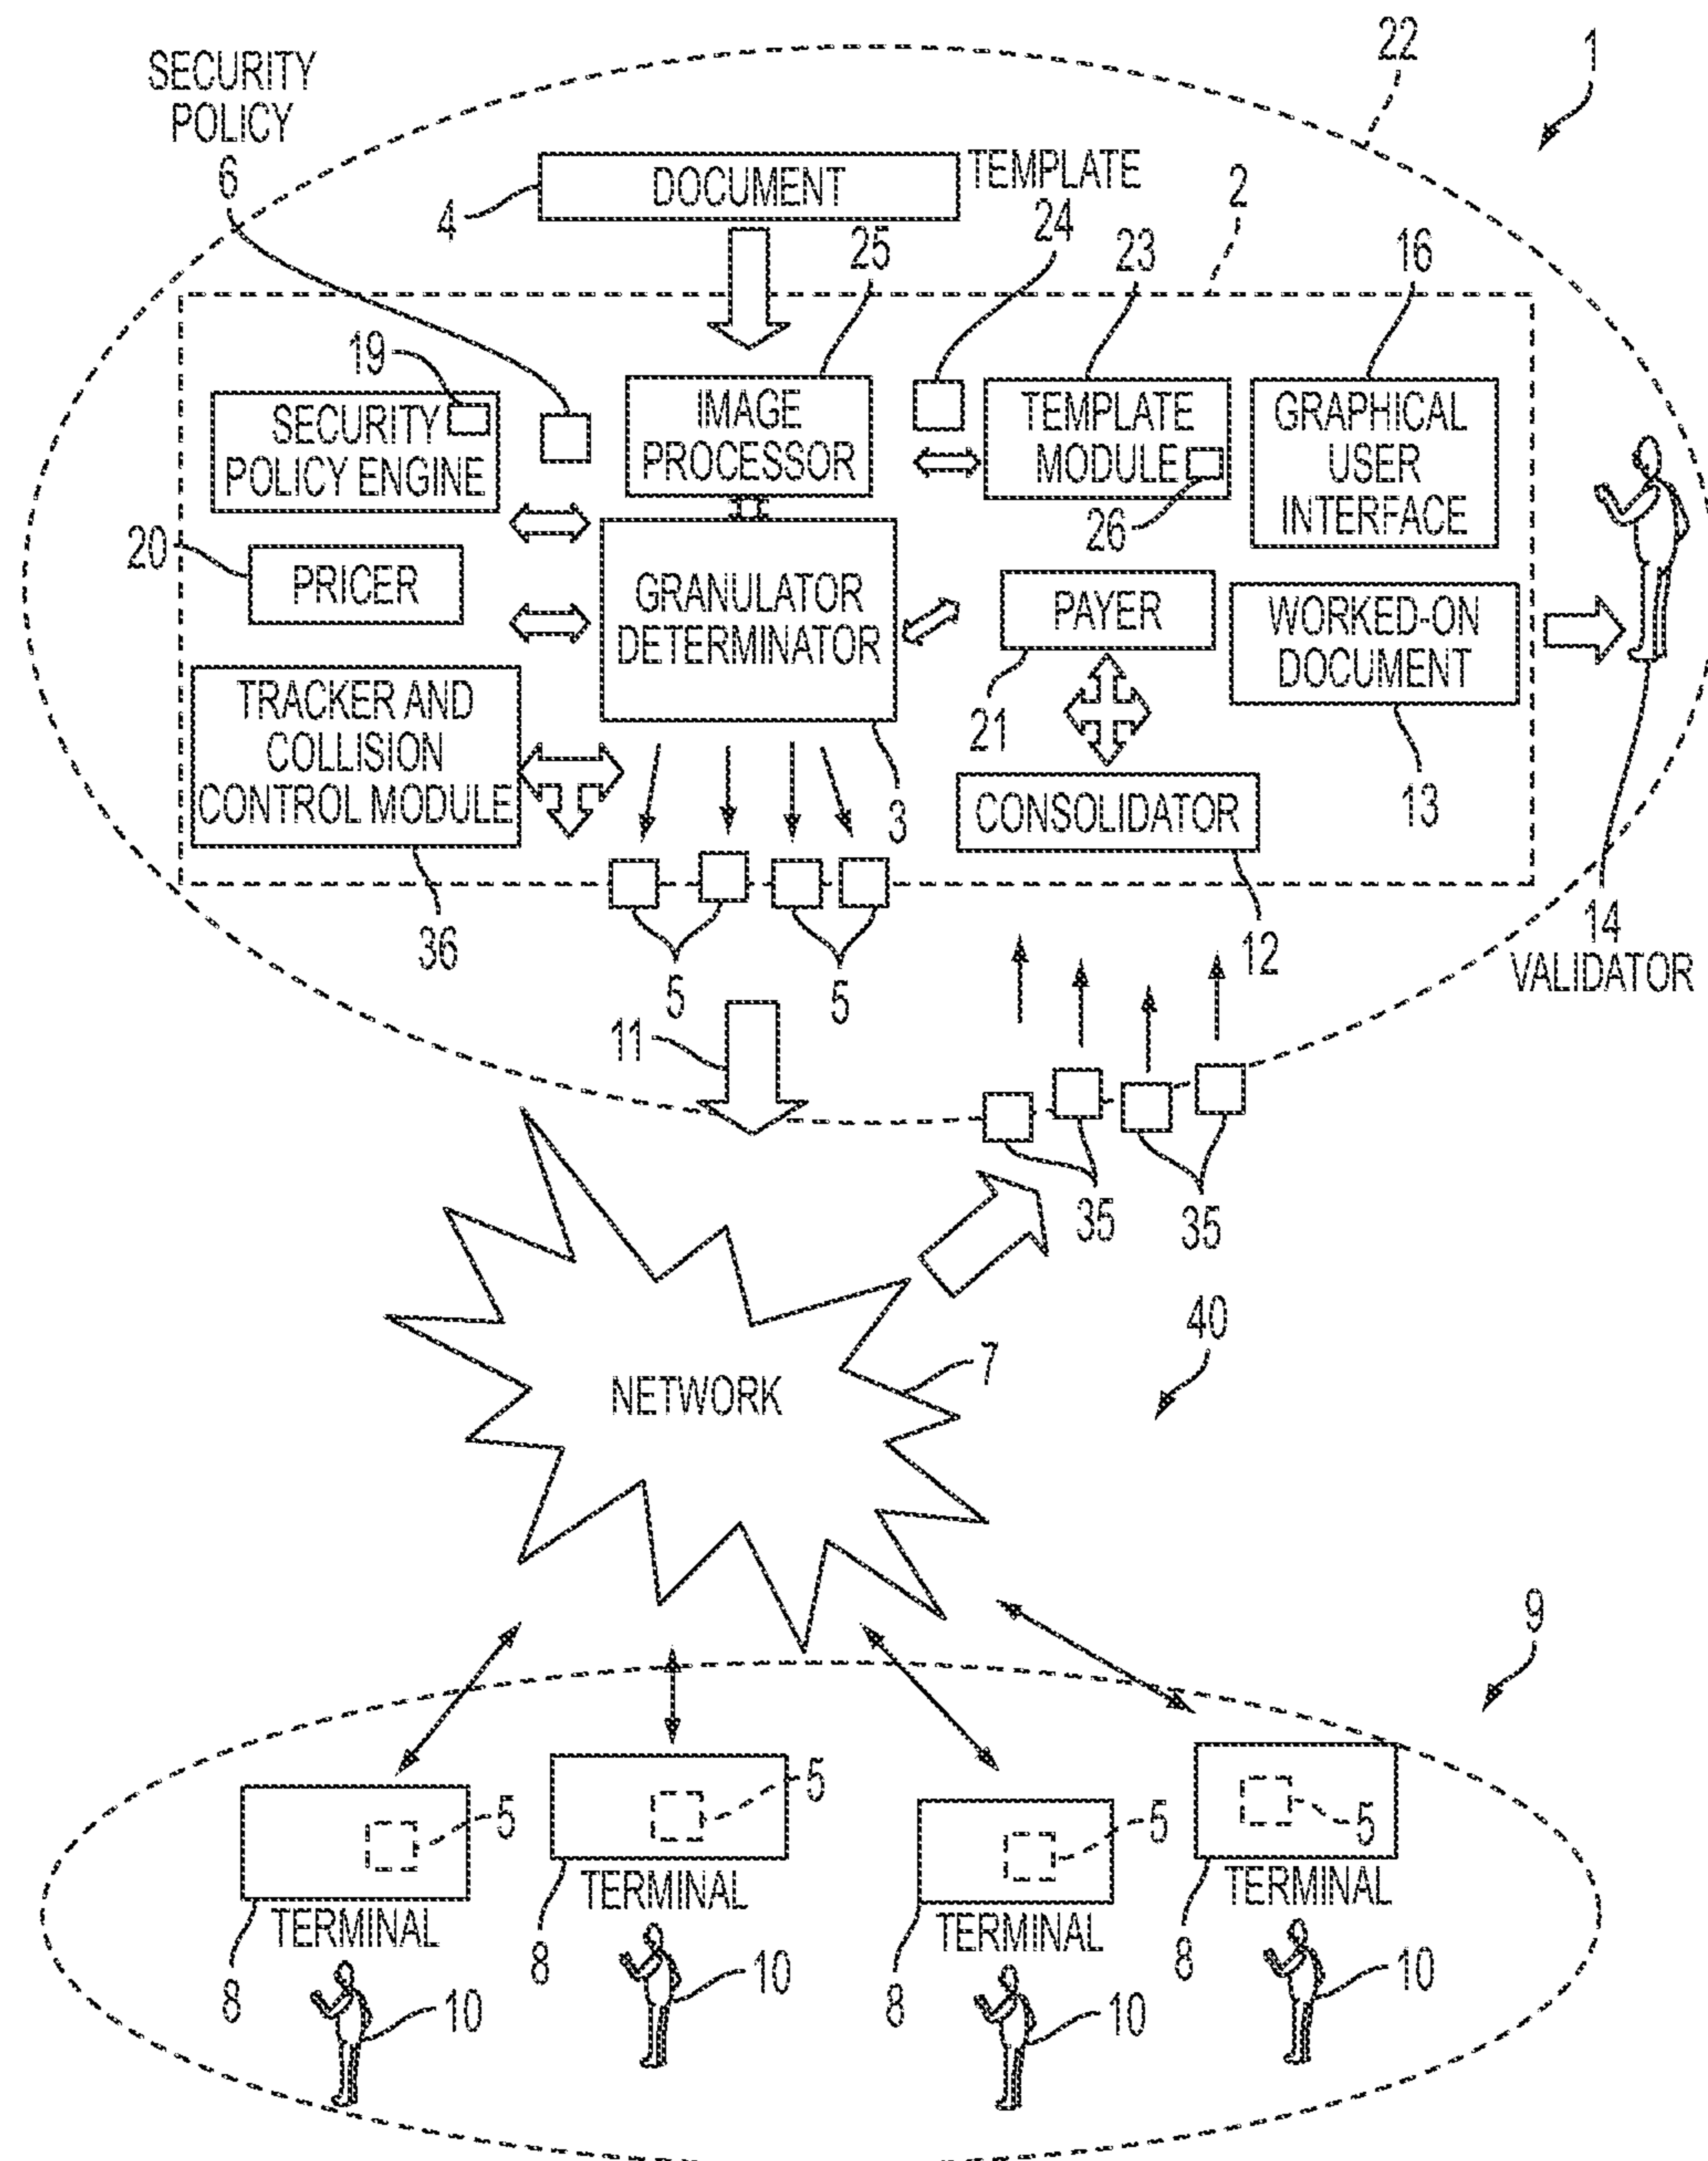 22
1
SECURITY
POLICY
6
DOCUMENT
4
TEMPLATE
24
2
25
23
16
19
SECURITY
POLICY ENGINE
IMAGE
PROCESSOR
TEMPLATE
MODULE
26
GRAPHICAL
USER
INTERFACE
20
PRICER
GRANULATOR
DETERMINATOR
PAYER
21
WORKED-ON
DOCUMENT
TRACKER AND
COLLISION
CONTROL MODULE
3
CONSOLIDATOR
13
36
5
5
12
14
VALIDATOR
11
35
35
40
NETWORK
7
9
5
5
5
5
8
TERMINAL
8
TERMINAL
8
TERMINAL
8
TERMINAL
10
10
10
10